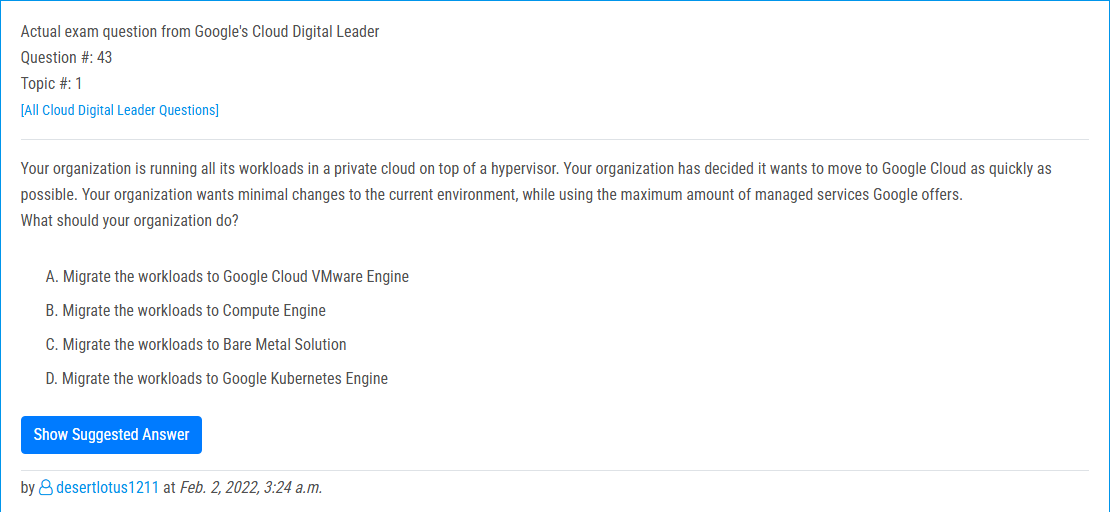 Actual exam question from Google's Cloud Digital Leader
Question #: 43
Topic #: 1
[All Cloud Digital Leader Questions]
Your organization is running all its workloads in a private cloud on top of a hypervisor. Your organization has decided it wants to move to Google Cloud as quickly as
possible. Your organization wants minimal changes to the current environment, while using the maximum amount of managed services Google offers.
What should your organization do?
A. Migrate the workloads to Google Cloud VMware Engine
B. Migrate the workloads to Compute Engine
C. Migrate the workloads to Bare Metal Solution
D. Migrate the workloads to Google Kubernetes Engine
Show Suggested Answer
by desertlotus1211 at Feb. 2, 2022, 3:24 a.m.